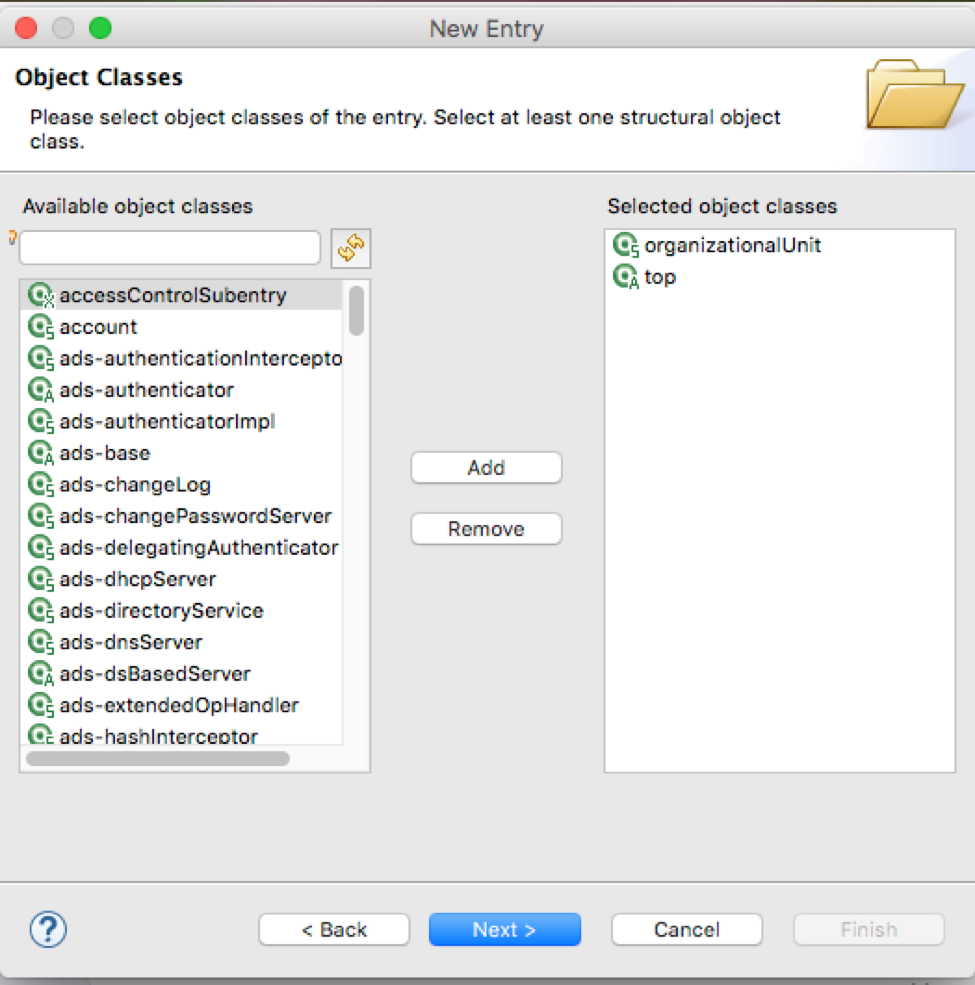 New Entry
Object Classes
Please select object classes of the entry. Select at least one structural object
class.
Available object classes
accessControlSubentry
account
ads-authenticationIntercepto
ads-authenticator
ads-authenticatorImpl
ads-base
ads-changeLog
ads-changePasswordServer
ads-delegatingAuthenticator
ads-dhcpServer
ads-directoryService
ads-dnsServer
ads-dsBasedServer
ads-extendedOpHandler
ads-hashInterceptor
Add
Remove
Selected object classes
organizationalUnit
top
?
< Back
Next >
Cancel
Finish